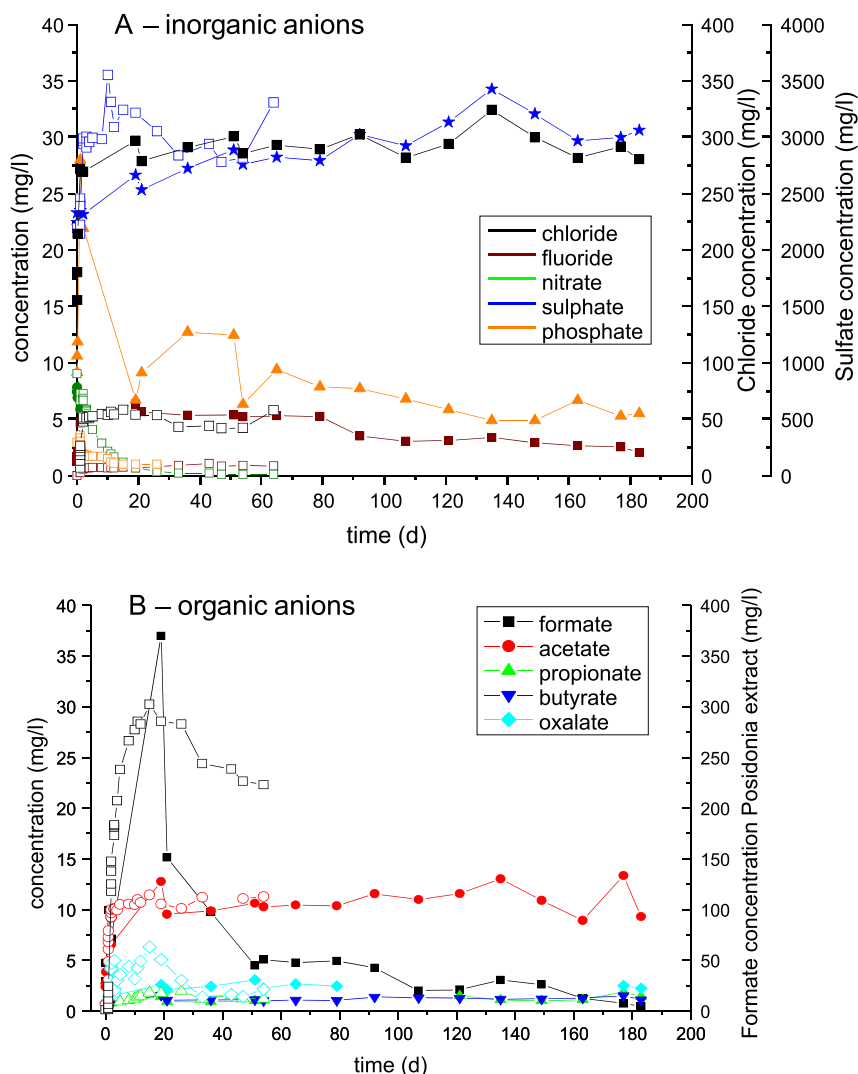 A – inorganic anions
40
35
30
25
20
15
10
5
0
concentration (mg/l)
0 20 40 60 80 100 120 140 160 180 200
time (d)
400
350
300
250
200
150
100
50
0
Chloride concentration (mg/l)
4000
3500
3000
2500
2000
1500
1000
500
0
Sulfate concentration (mg/l)
chloride
fluoride
nitrate
sulphate
phosphate
B – organic anions
40
35
30
25
20
15
10
5
0
concentration (mg/l)
0 20 40 60 80 100 120 140 160 180 200
time (d)
400
350
300
250
200
150
100
50
0
Formate concentration Posidonia extract (mg/l)
formate
acetate
propionate
butyrate
oxalate